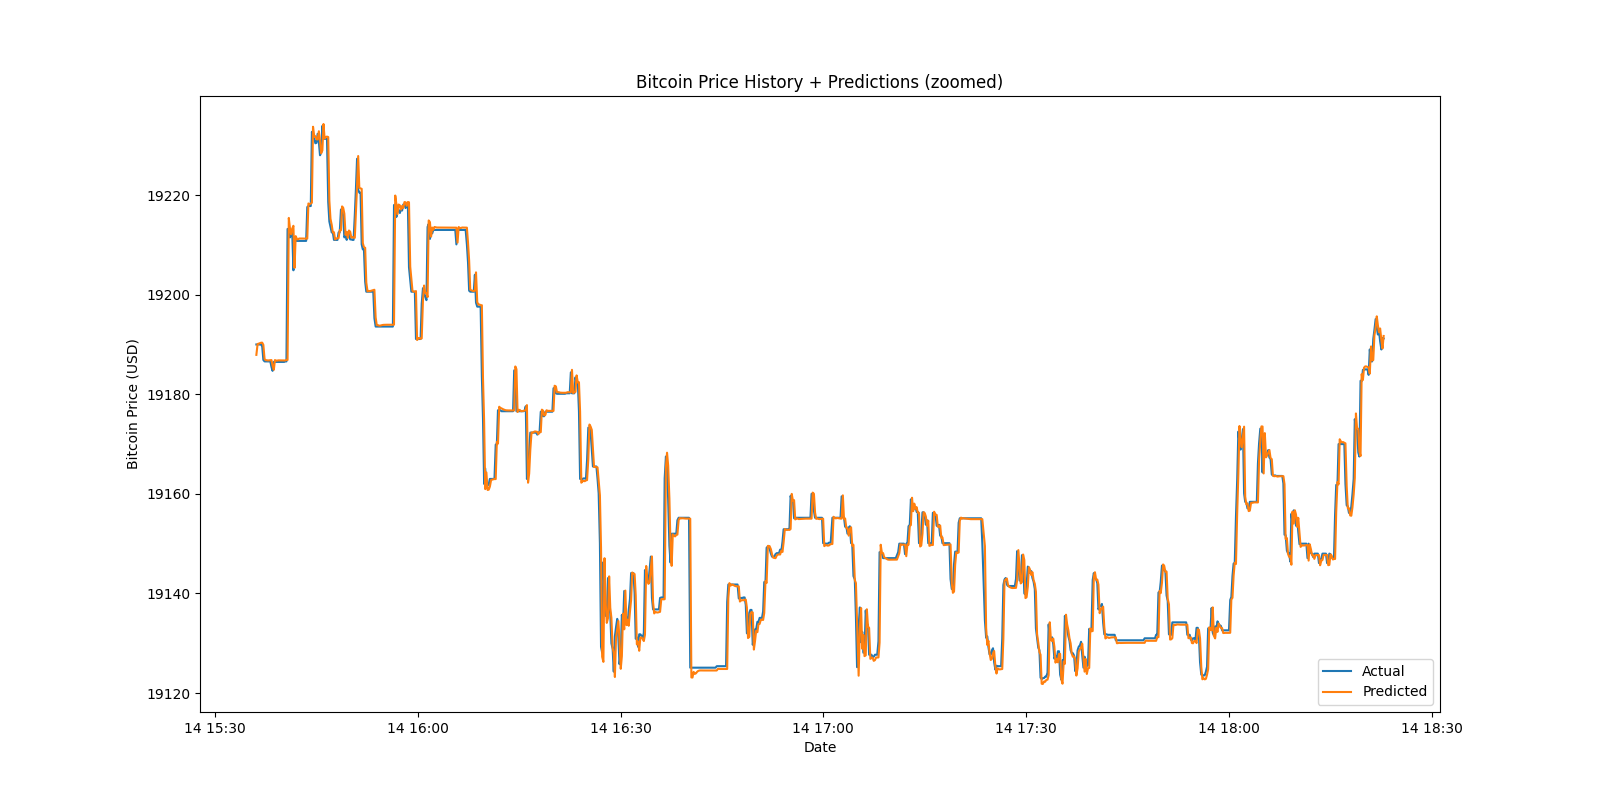 Bitcoin Price History + Predictions (zoomed)
Bitcoin Price (USD)
19220
19200
19180
19160
19140
19120
14 15:30
14 16:00
14 16:30
14 17:00
14 17:30
14 18:00
14 18:30
Date
Actual
Predicted